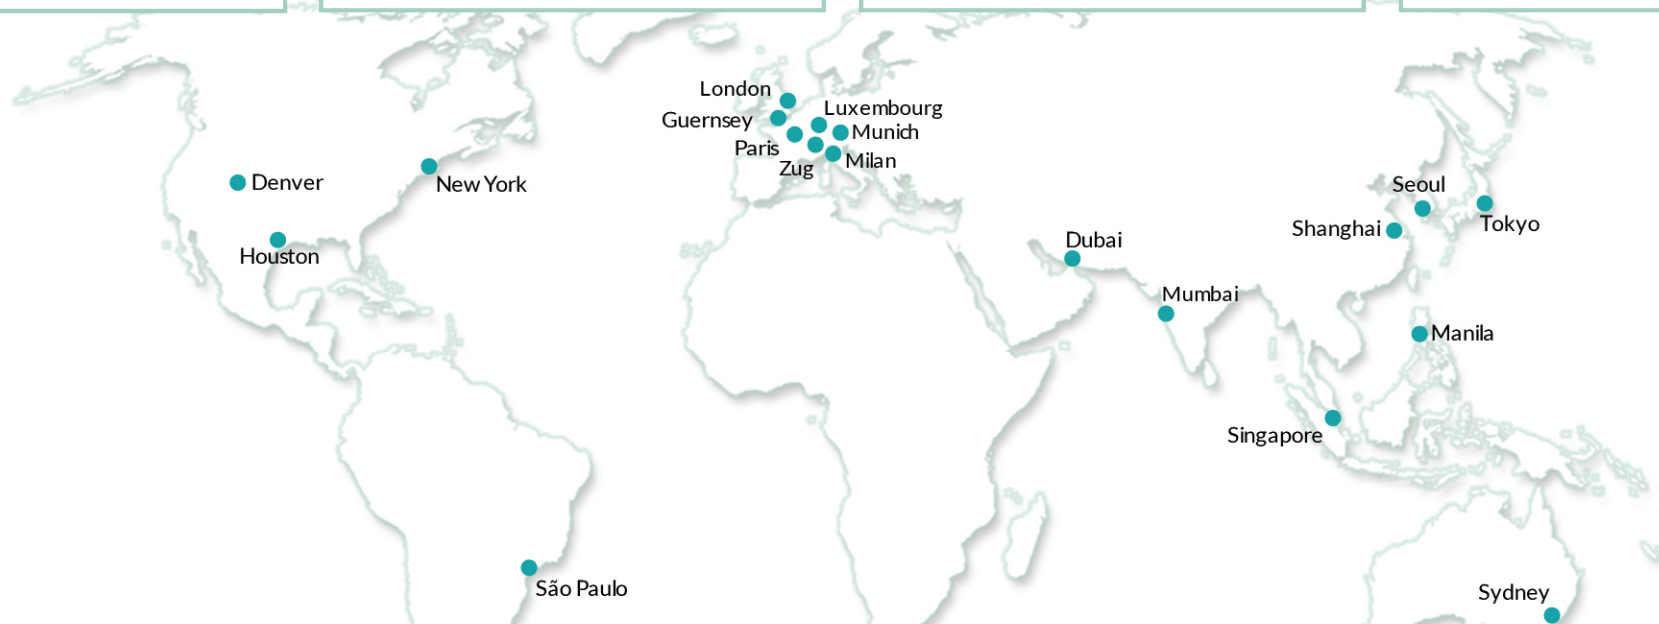 London
Luxembourg
Guernsey
Munich
Paris
Milan
Zug
Denver
New York
Seoul
Tokyo
Shanghai
Houston
Dubai
Mumbai
Manila
Singapore
São Paulo
Sydney